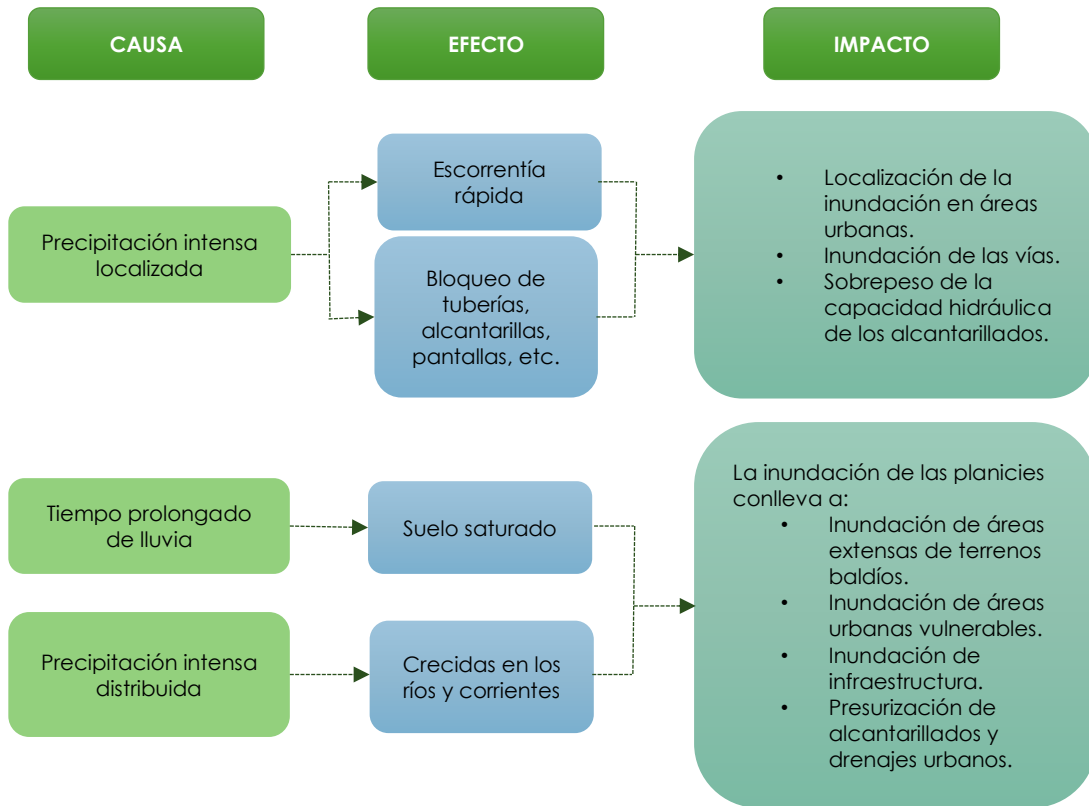 CAUSA
EFECTO
IMPACTO
Precipitación intensa
localizada
Escorrentía
rápida
Bloqueo de
tuberías,
alcantarillas,
pantallas, etc.
• Localización de la
inundación en áreas
urbanas.
• Inundación de las vías.
• Sobrepeso de la
capacidad hidráulica
de los alcantarillados.
Tiempo prolongado
de lluvia
Suelo saturado
Precipitación intensa
distribuida
Crecidas en los
ríos y corrientes
La inundación de las planicies
conlleva a:
• Inundación de áreas
extensas de terrenos
baldíos.
• Inundación de áreas
urbanas vulnerables.
• Inundación de
infraestructura.
• Presurización de
alcantarillados y
drenajes urbanos.